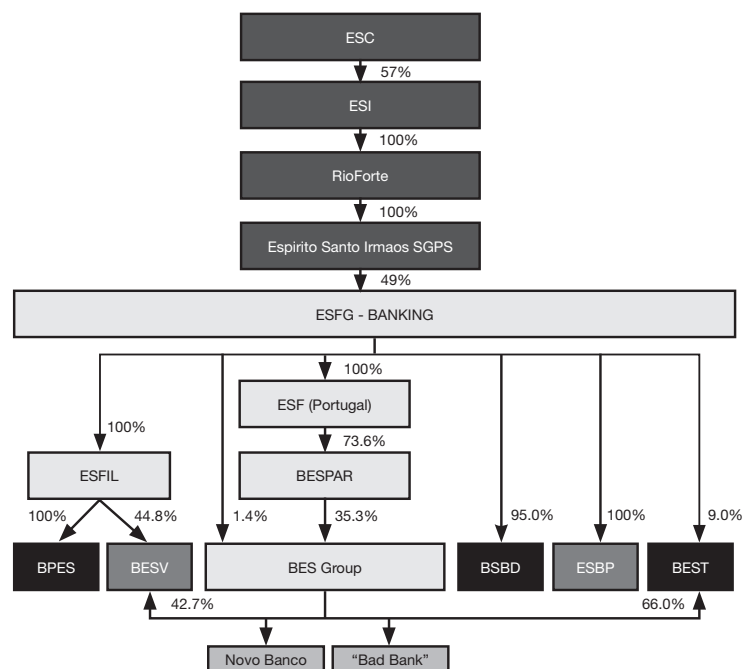 ESC
57%
ESI
100%
RioForte
100%
Espirito Santo Irmaos SGPS
49%
ESFG - BANKING
100%
ESF (Portugal)
100%
73.6%
ESFIL
BESPAR
100%
44.8%
1.4%
35.3%
95.0%
100%
9.0%
BPES
BESV
BES Group
BSBD
ESBP
BEST
42.7%
66.0%
Novo Banco
“Bad Bank”